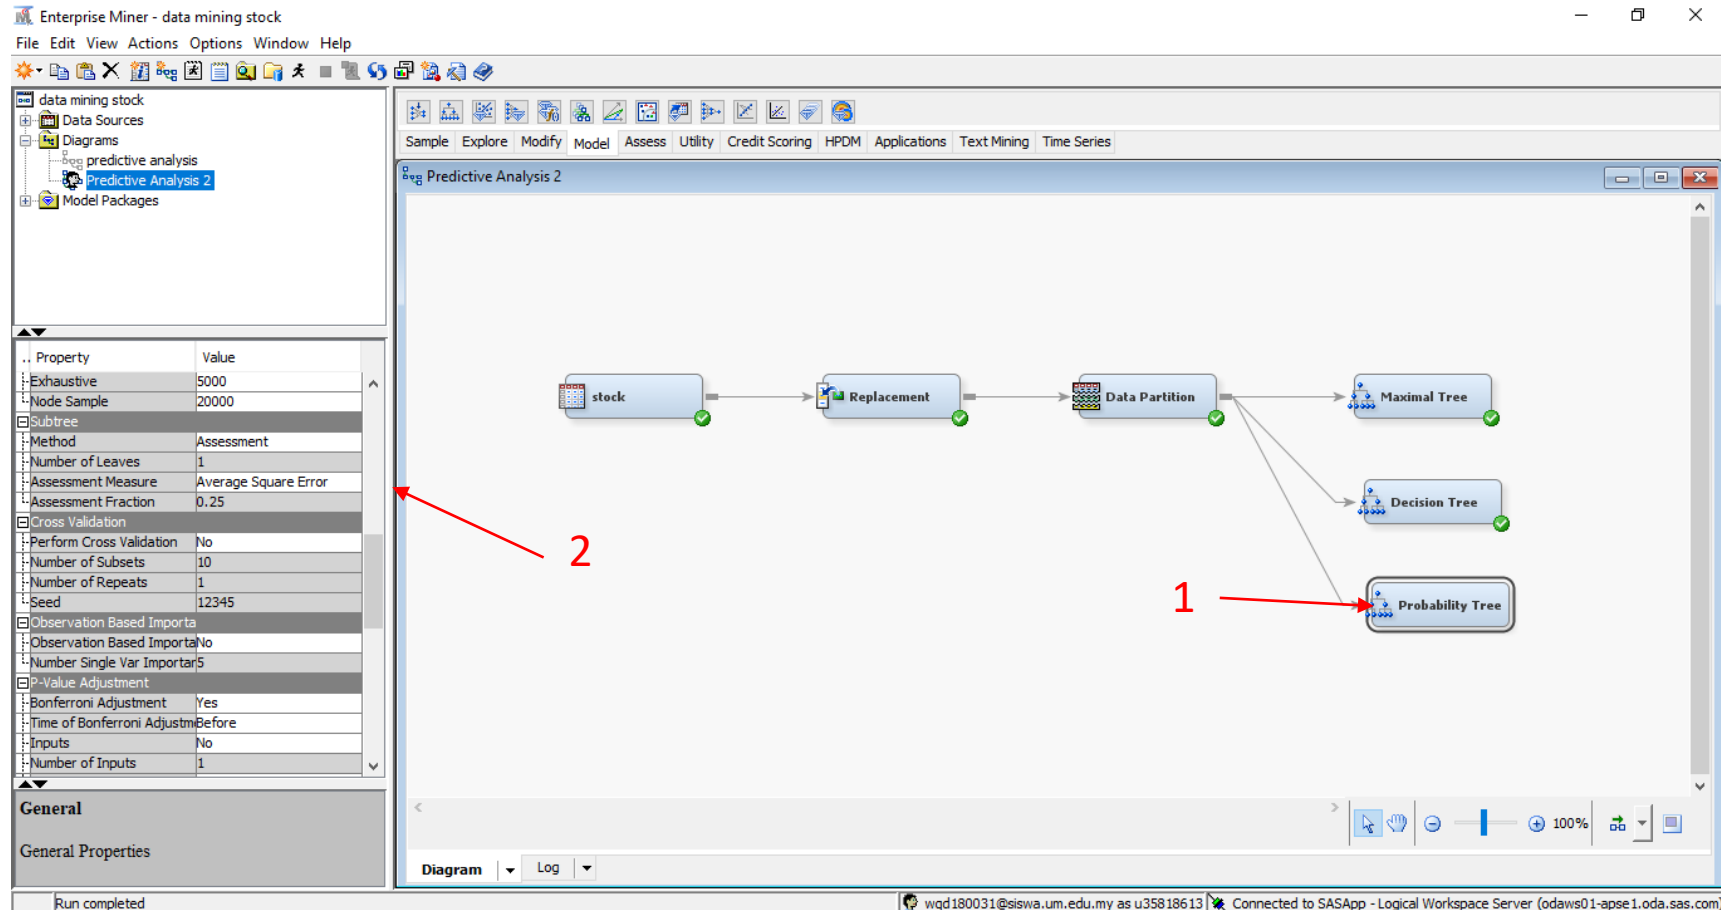 Enterprise Miner - data mining stock
File Edit View Actions Options Window Help
data mining stock
Data Sources
Diagrams
predictive analysis
Predictive Analysis 2
Model Packages
Sample Explore Modify Model Assess Utility Credit Scoring HPDM Applications Text Mining Time Series
Predictive Analysis 2
.. Property Value
Exhaustive 5000
Node Sample 20000
Subtree
Method Assessment
Number of Leaves 1
Assessment Measure Average Square Error
Assessment Fraction 0.25
Cross Validation
Perform Cross Validation No
Number of Subsets 10
Number of Repeats 1
Seed 12345
Observation Based Importa
Observation Based Importa No
Number Single Var Importan 5
P-Value Adjustment
Bonferroni Adjustment Yes
Time of Bonferroni Adjustm Before
Inputs No
Number of Inputs 1
General
General Properties
stock
Replacement
Data Partition
Maximal Tree
Decision Tree
Probability Tree
2
1
100%
Diagram Log
Run completed
wqd180031@siswa.um.edu.my as u35818613 Connected to SASApp - Logical Workspace Server (odaws01-apse1.oda.sas.com)